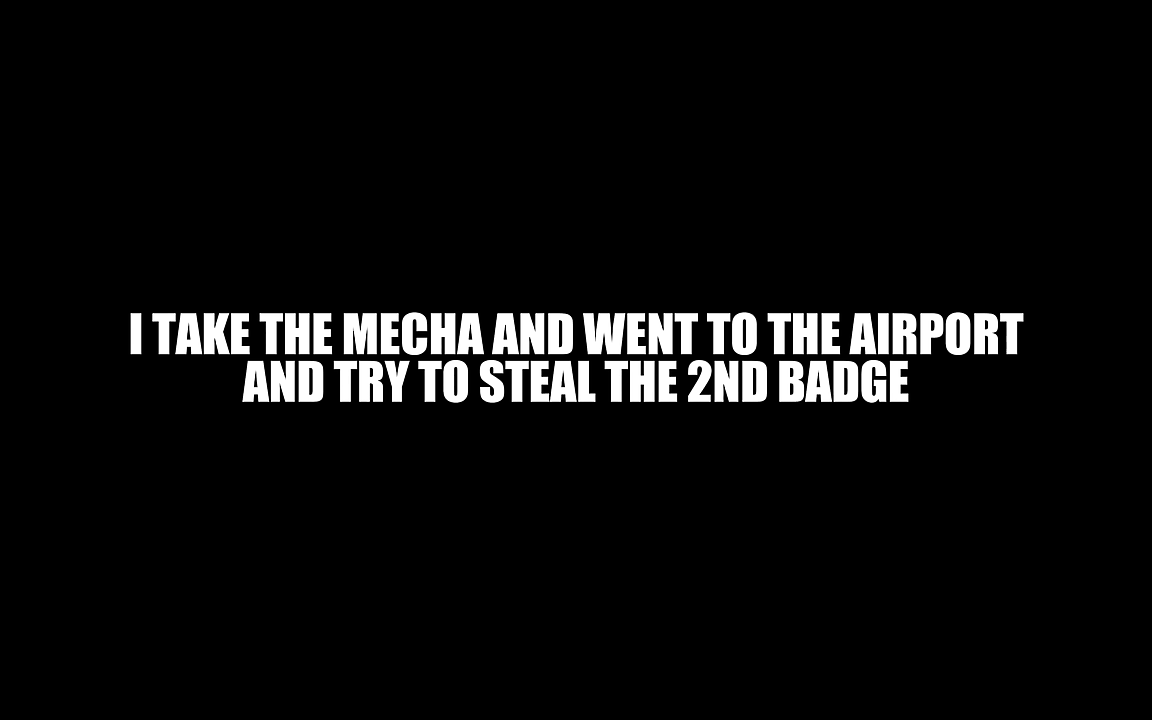 I TAKE THE MECHA AND WENT TO THE AIRPORT
AND TRY TO STEAL THE 2ND BADGE